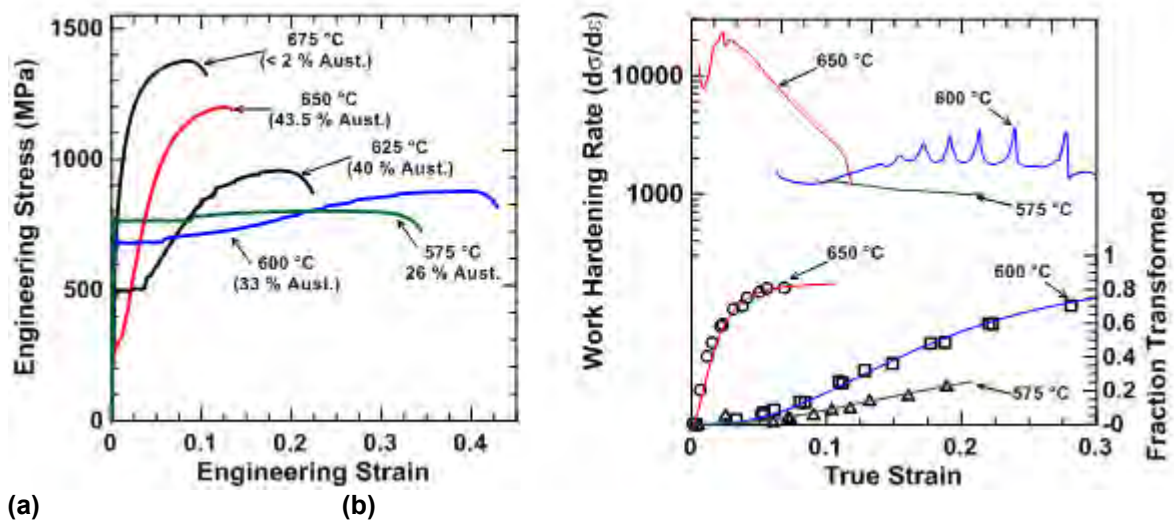 1500
1000
500
0
Engineering Stress (MPa)
675 °C
(< 2 % Aust.)
650 °C
(43.5 % Aust.)
625 °C
(40 % Aust.)
600 °C
(33 % Aust.)
575 °C
26 % Aust.
0 0.1 0.2 0.3 0.4
Engineering Strain
(a)
10000
1000
Work Hardening Rate (dσ/dε)
650 °C
600 °C
575 °C
650 °C
600 °C
575 °C
1
0.8
0.6
0.4
0.2
0
Fraction Transformed
0 0.1 0.2 0.3
True Strain
(b)